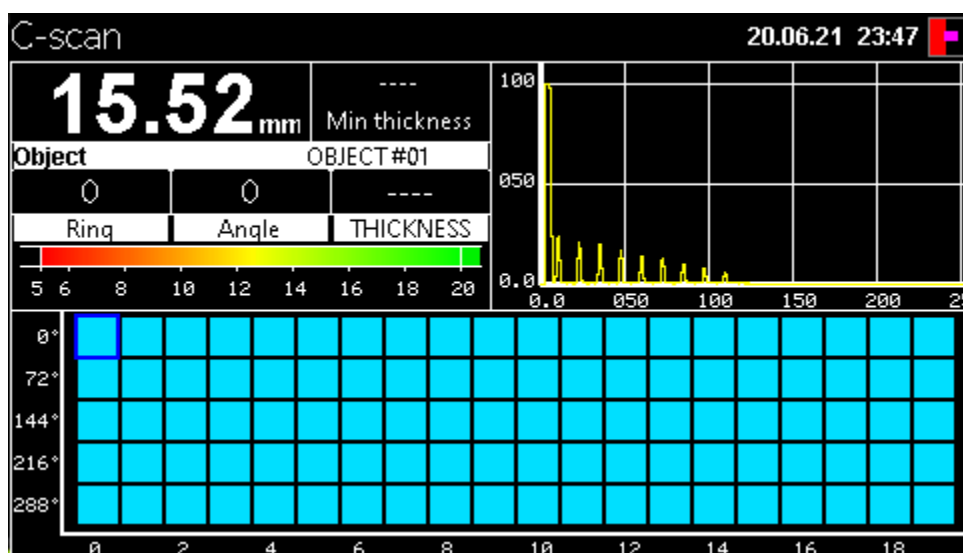 C-scan 20.06.21 23:47
15.52 mm
----
Min thickness
Object OBJECT#01
0 0 ----
Ring Angle THICKNESS
5 6 8 10 12 14 16 18 20
100
050
0.0
0.0 050 100 150 200
0°
72°
144°
216°
288°
0 2 4 6 8 10 12 14 16 18